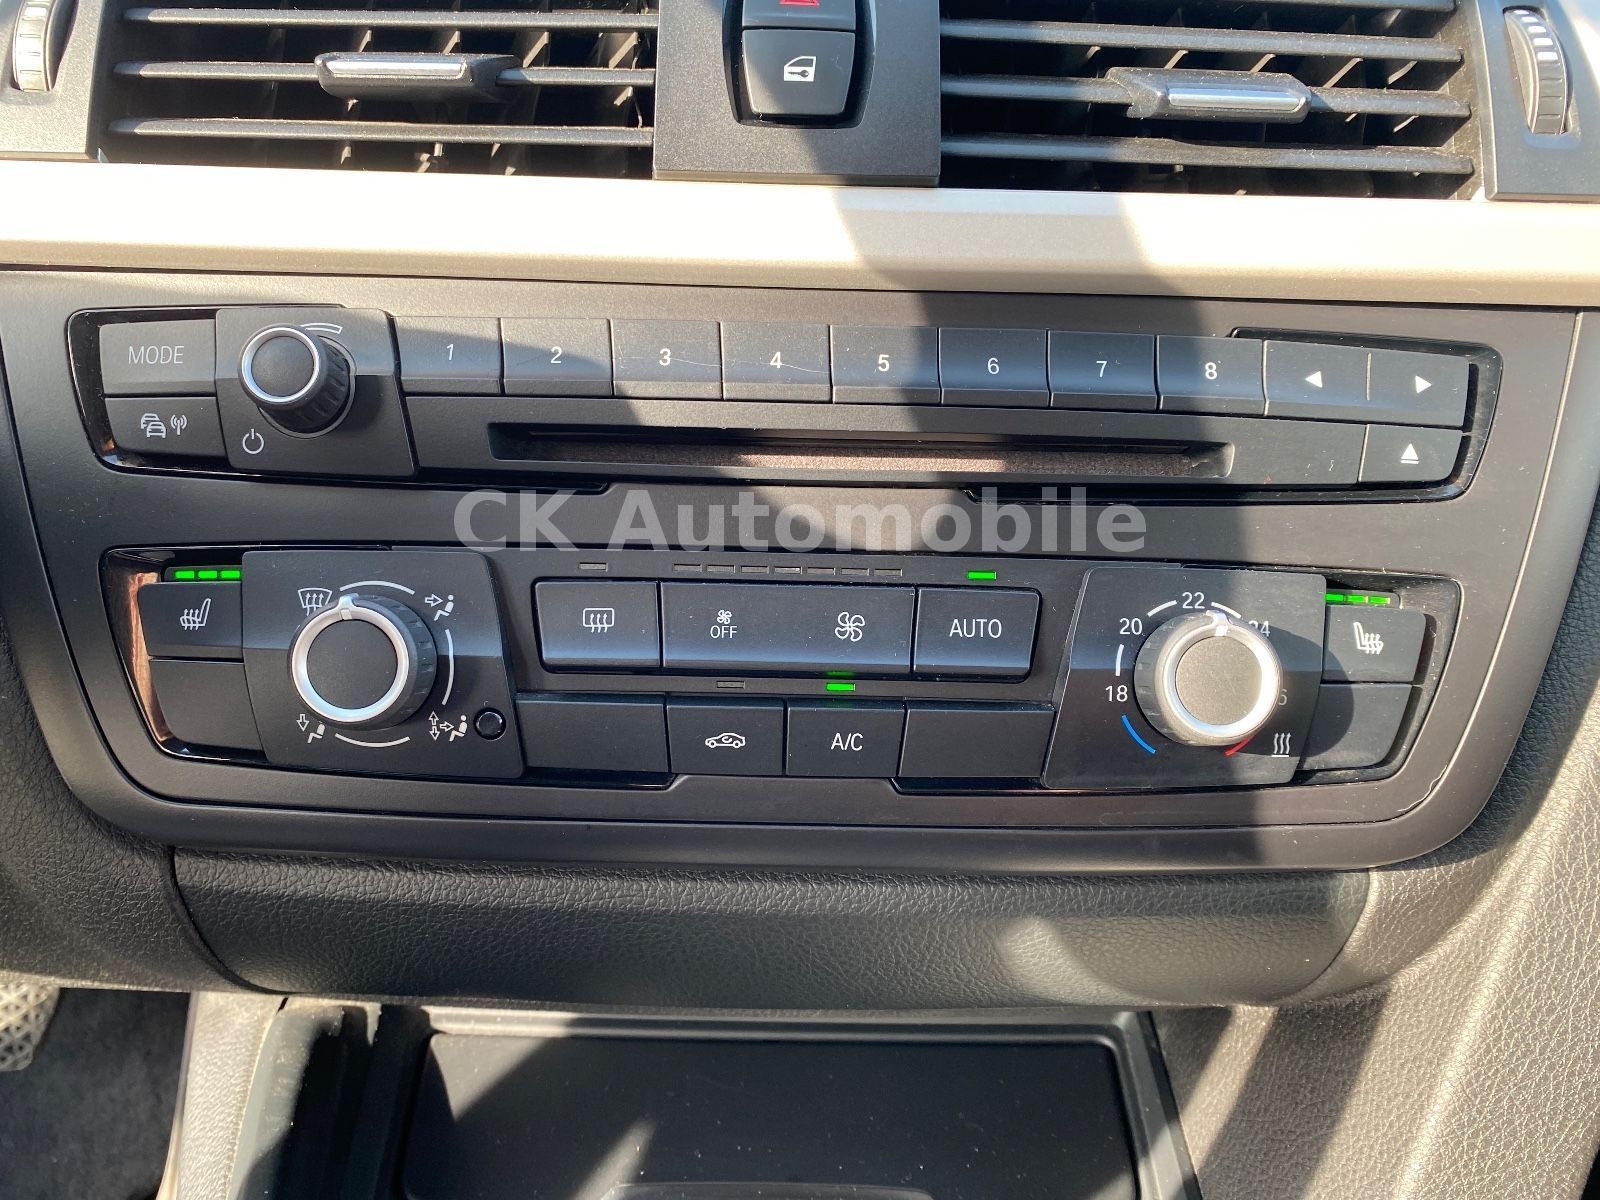 MODE
1 2 3 4 5 6 7 8
CK Automobile
OFF
AUTO
A/C
18
20
22
24